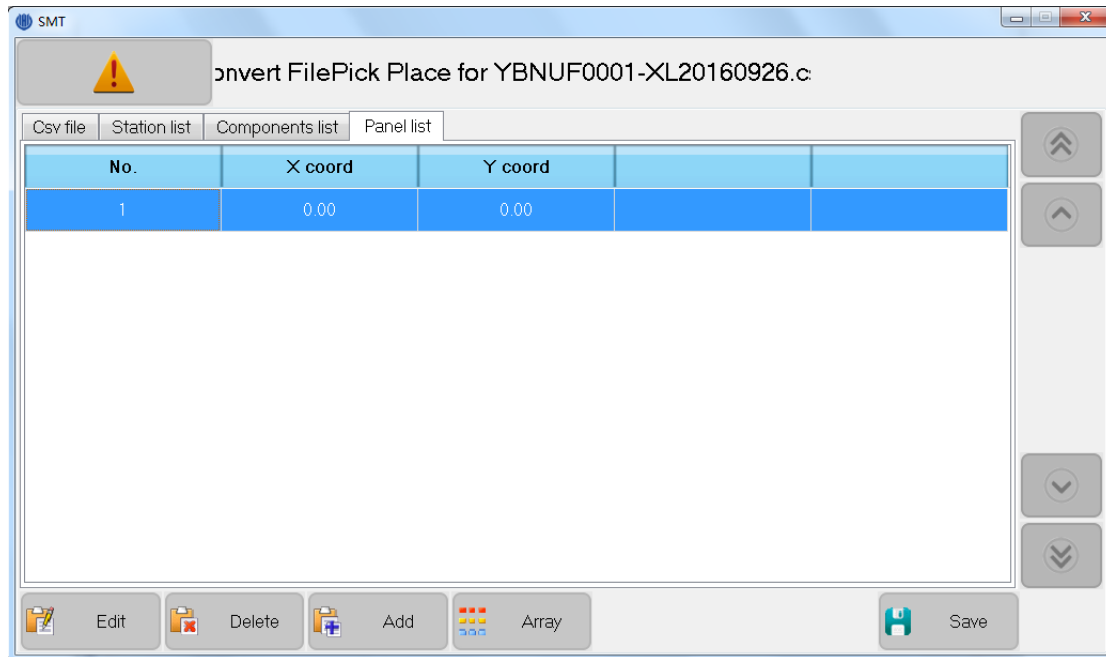 SMT
onvert FilePick Place for YBNUF0001-XL20160926.c
Csv file Station list Components list Panel list
No. X coord Y coord
1 0.00 0.00
Edit Delete Add Array Save